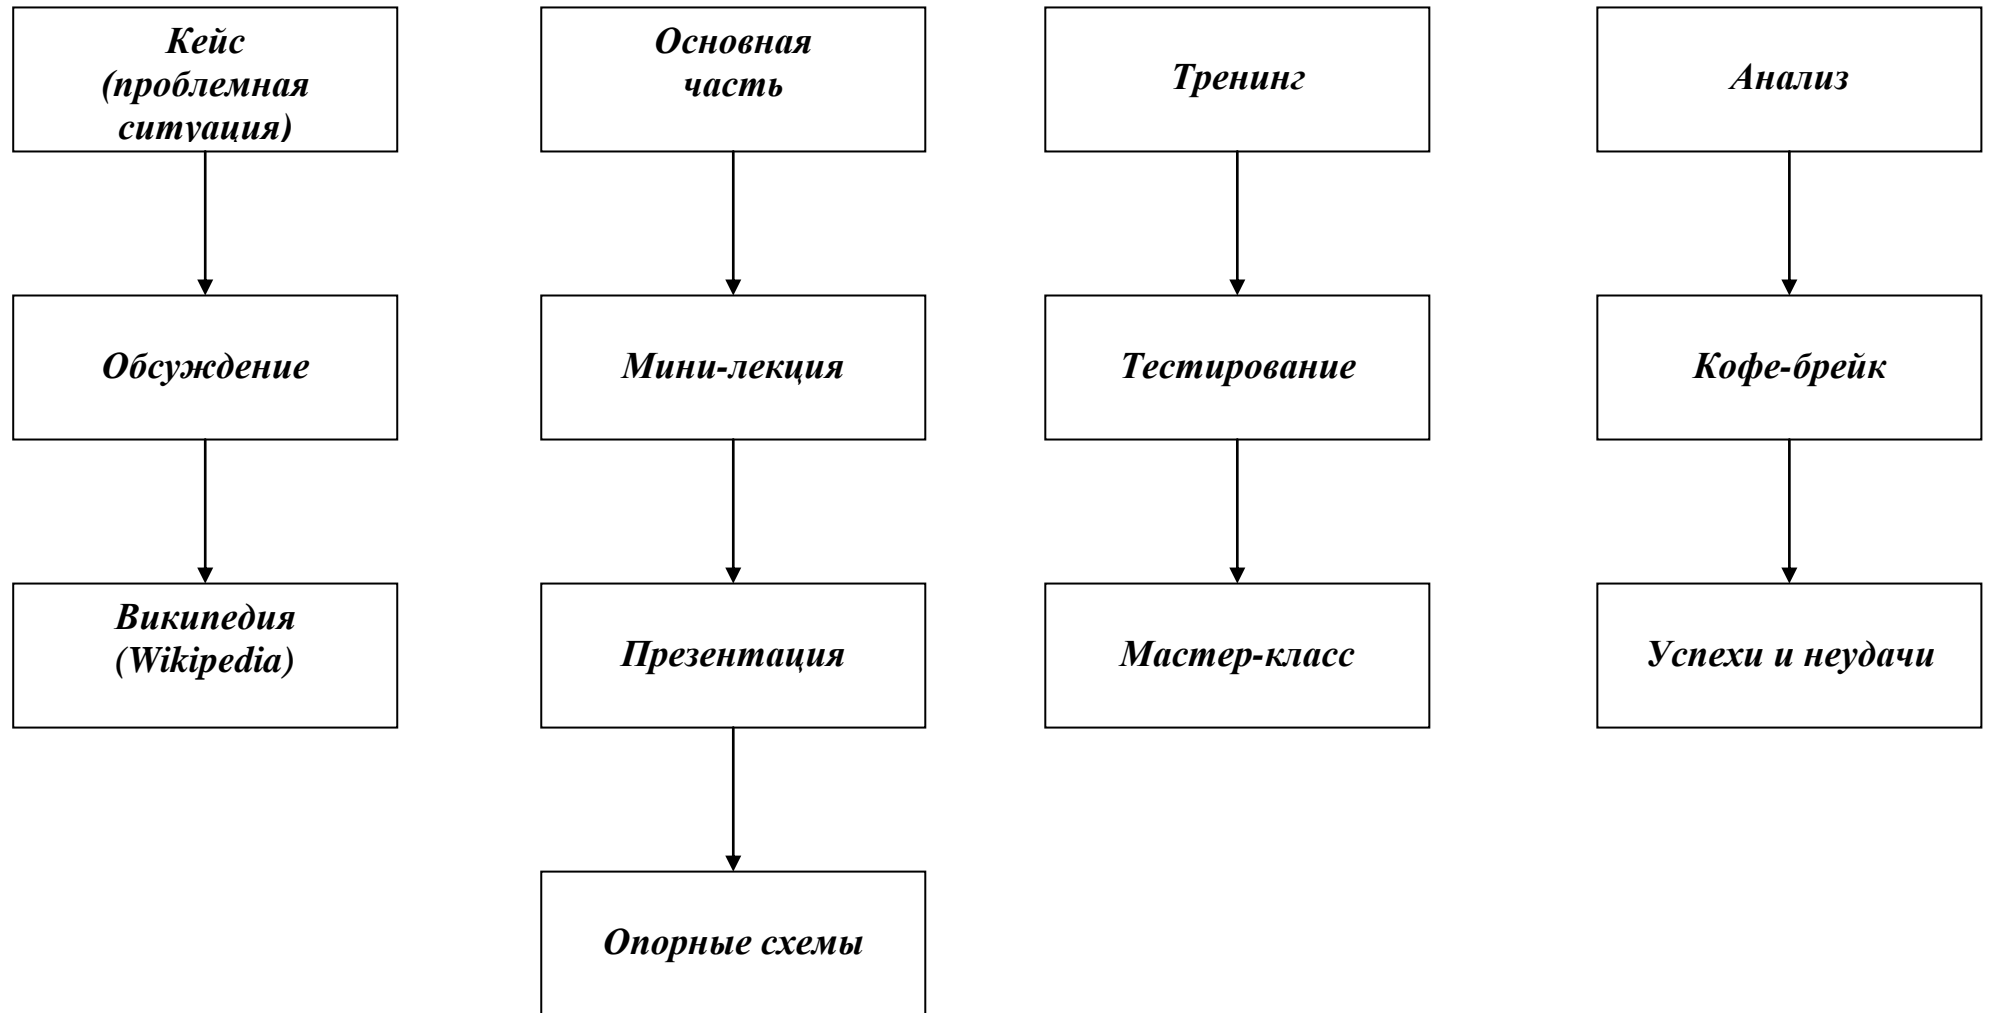 Кейс
(проблемная
ситуация)
Основная
часть
Тренинг
Анализ
Обсуждение
Мини-лекция
Тестирование
Кофе-брейк
Википедия
(Wikipedia)
Презентация
Мастер-класс
Успехи и неудачи
Опорные схемы